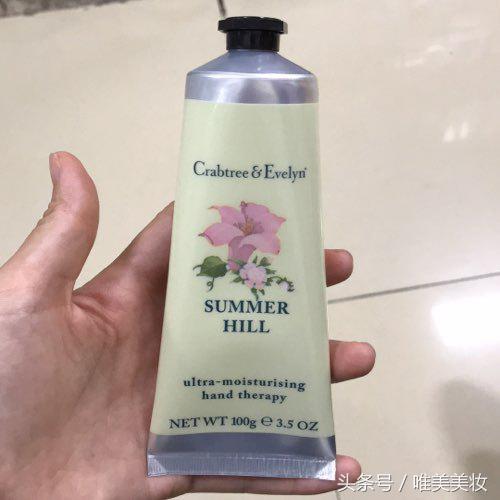 Crabtree & Evelyn®
SUMMER
HILL
ultra-moisturising
hand therapy
NET WT 100g ℮ 3.5 OZ
头条号 / 唯美美妆